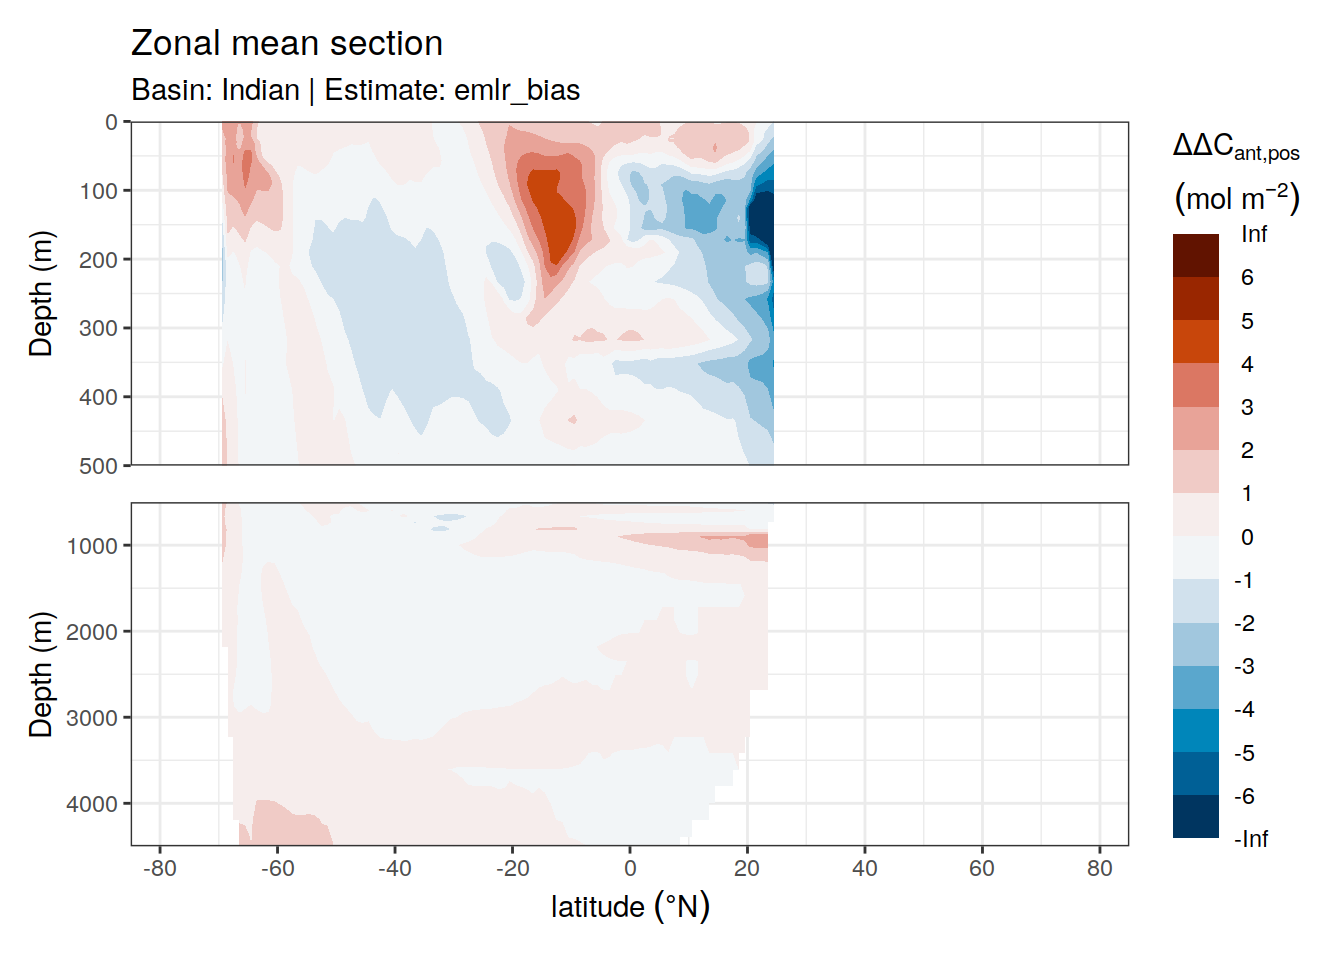 Zonal mean section
Basin: Indian | Estimate: emlr_bias
0
100
200
300
400
500
Depth (m)
1000
2000
3000
4000
Depth (m)
-80 -60 -40 -20 0 20 40 60 80
latitude (°N)
ΔΔCant,pos
(mol m−2)
Inf
6
5
4
3
2
1
0
-1
-2
-3
-4
-5
-6
-Inf